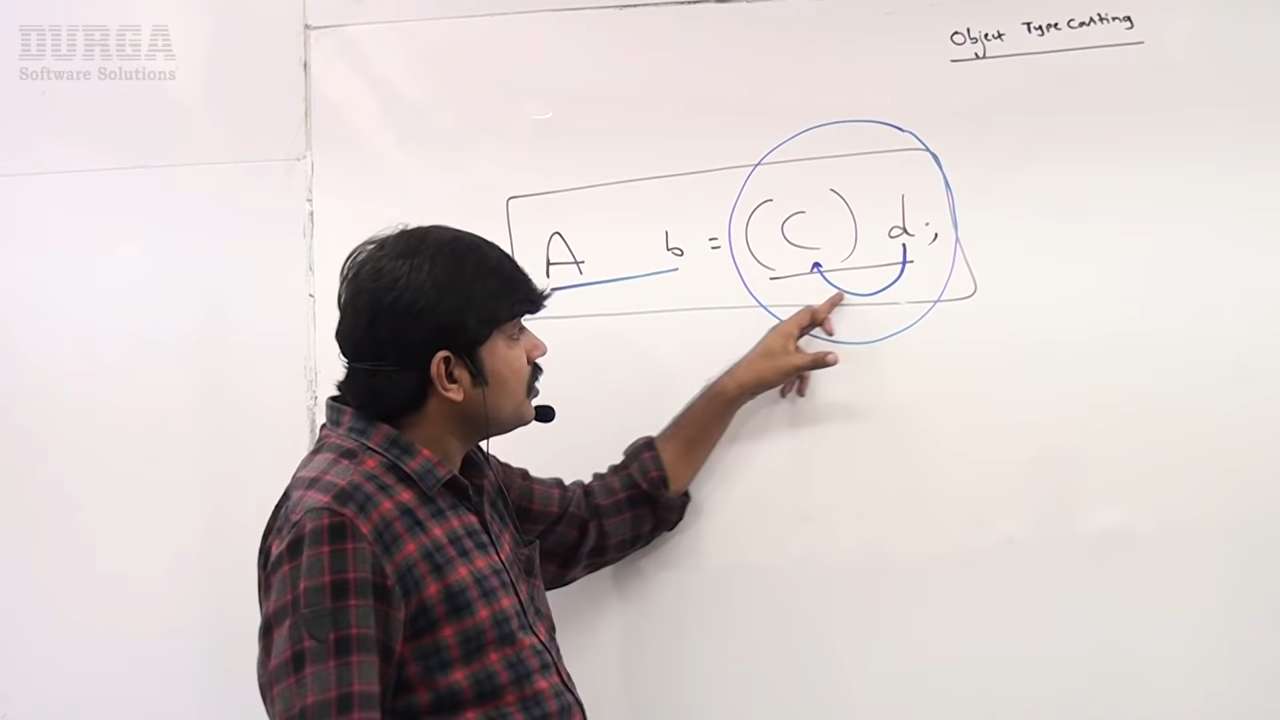 DURGA
Software Solutions
Object Type Casting
A b = (C) d;